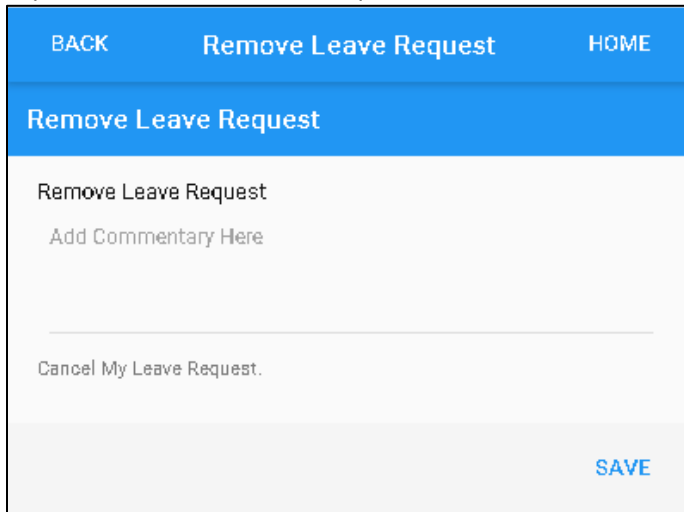 BACK Remove Leave Request HOME
Remove Leave Request
Remove Leave Request
Add Commentary Here
Cancel My Leave Request.
SAVE